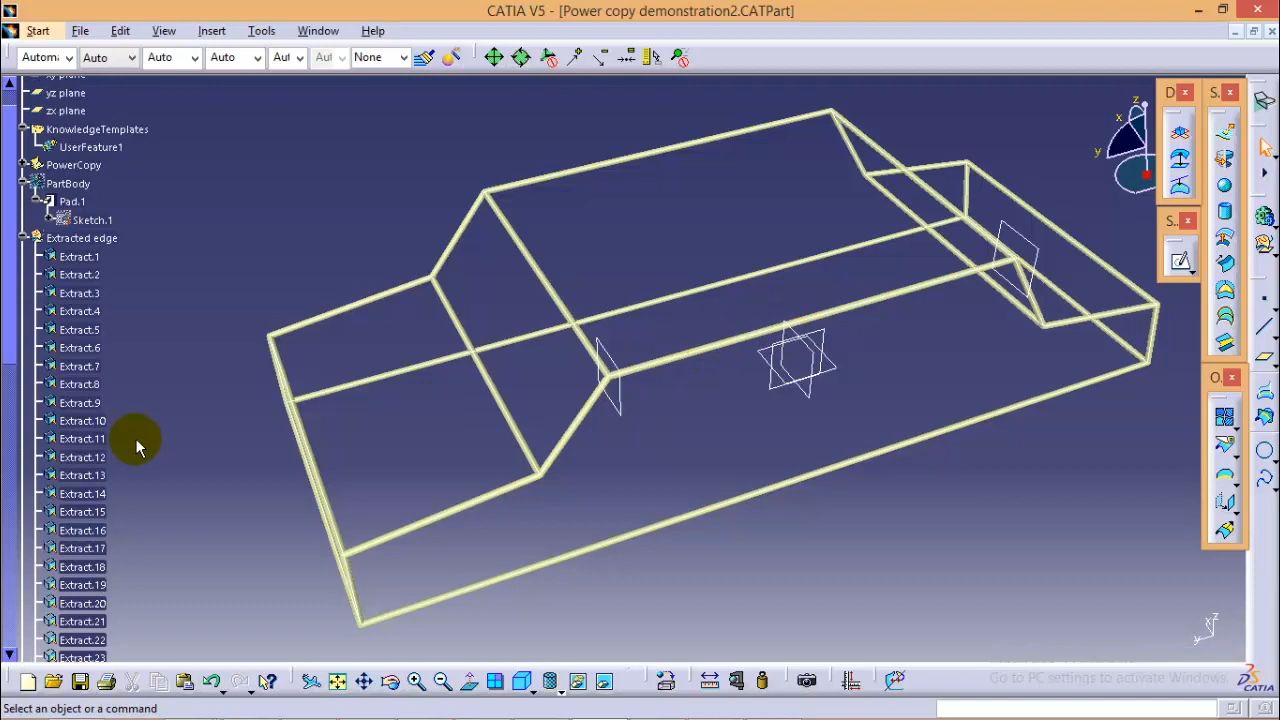 CATIA V5 - [Power copy demonstration2.CATPart]
Start File Edit View Insert Tools Window Help
Automa Auto Auto Auto Aut Aut None
xy plane
yz plane
zx plane
KnowledgeTemplates
UserFeature1
PowerCopy
PartBody
Pad.1
Sketch.1
Extracted edge
Extract.1
Extract.2
Extract.3
Extract.4
Extract.5
Extract.6
Extract.7
Extract.8
Extract.9
Extract.10
Extract.11
Extract.12
Extract.13
Extract.14
Extract.15
Extract.16
Extract.17
Extract.18
Extract.19
Extract.20
Extract.21
Extract.22
Extract.23
z
x
y
D
S.
S.
O.
z
x
y
Go to PC settings to activate Windows.
CATIA
Select an object or a command